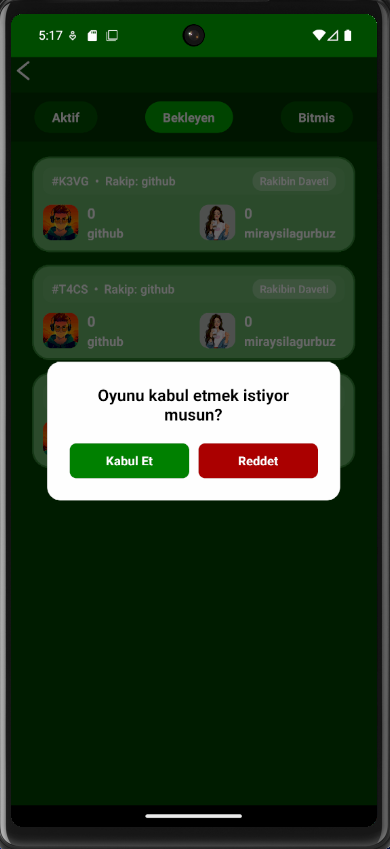 5:17
Aktif Bekleyen Bitmis
#K3VG • Rakip: github Rakibin Daveti
0 0
github miraysilagurbuz
#T4CS • Rakip: github Rakibin Daveti
0 0
github miraysilagurbuz
Oyunu kabul etmek istiyor
musun?
Kabul Et Reddet